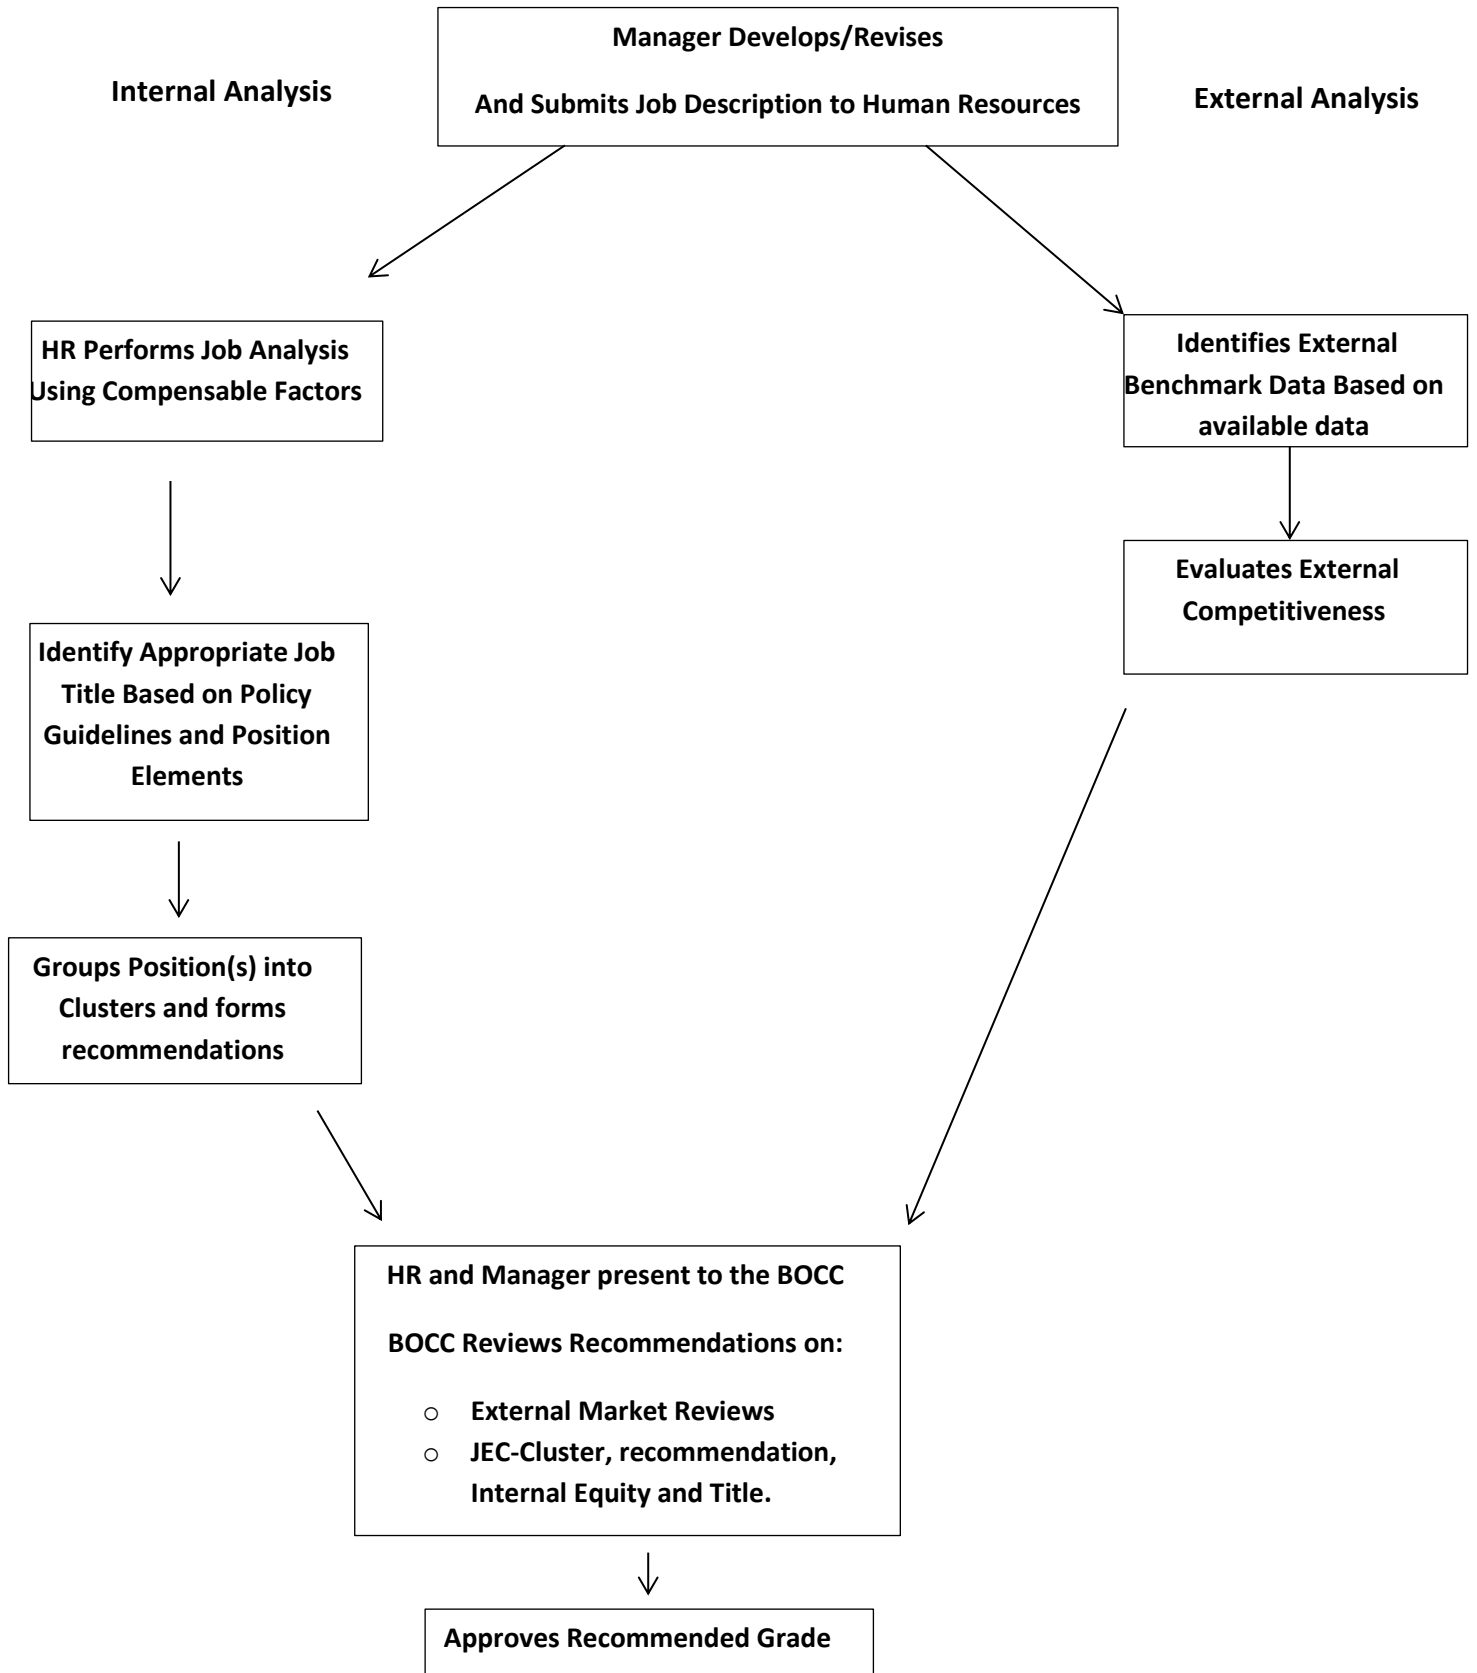 Manager Develops/Revises
And Submits Job Description to Human Resources
Internal Analysis
External Analysis
HR Performs Job Analysis
Using Compensable Factors
Identifies External
Benchmark Data Based on
available data
Evaluates External
Competitiveness
Identify Appropriate Job
Title Based on Policy
Guidelines and Position
Elements
Groups Position(s) into
Clusters and forms
recommendations
HR and Manager present to the BOCC
BOCC Reviews Recommendations on:
o External Market Reviews
o JEC-Cluster, recommendation,
Internal Equity and Title.
Approves Recommended Grade